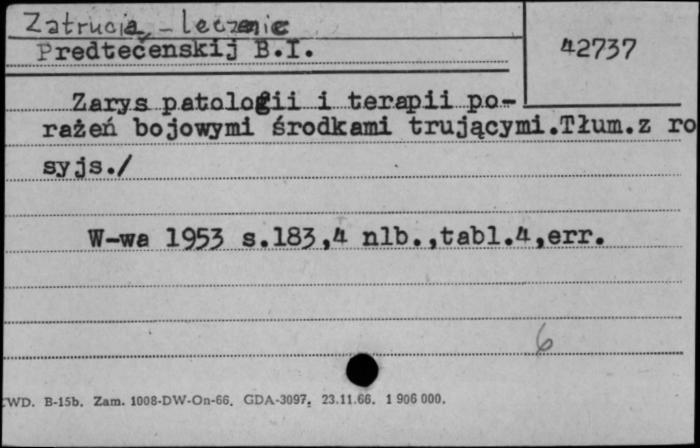 Zatrucia - leczenie
Predtečenskij B.I.
42737
Zarys patologii i terapii po-
rażeń bojowymi środkami trującymi.Tłum.z ro
syjs./
W-wa 1953 s.183,4 nlb.,tabl.4,err.
6
WD. B-15b. Zam. 1008-DW-On-66. GDA-3097. 23.11.66. 1 906 000.